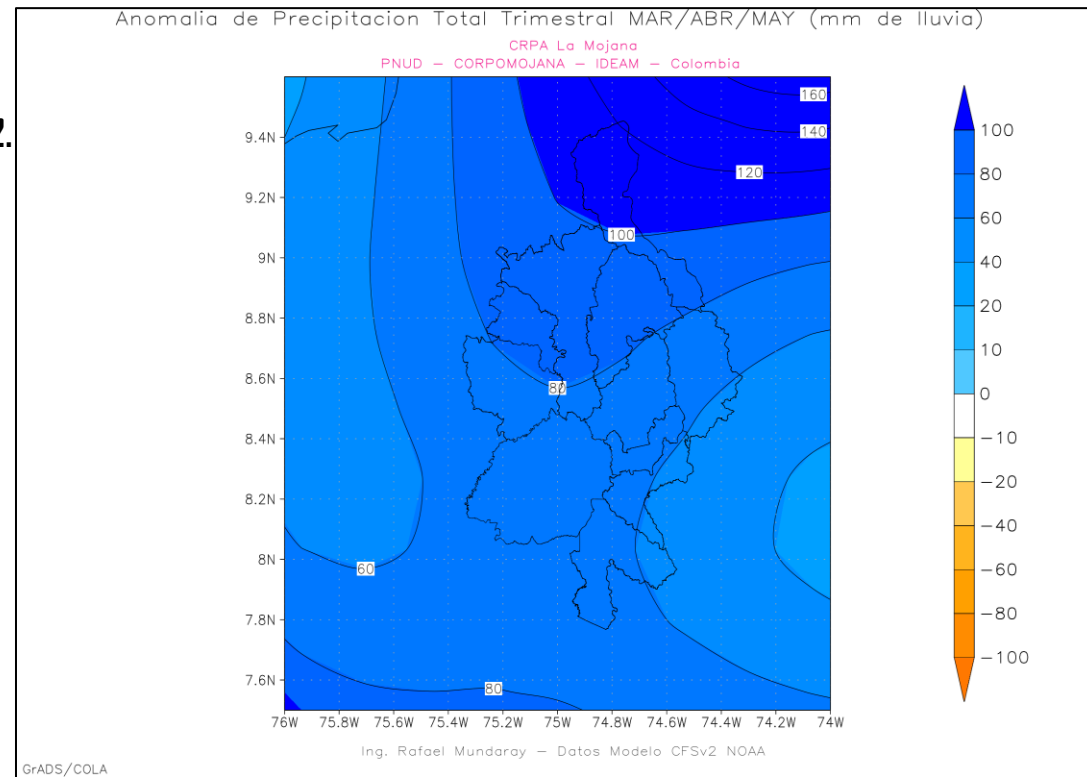 Anomalia de Precipitacion Total Trimestral MAR/ABR/MAY (mm de lluvia)
CRPA La Mojana
PNUD – CORPOMOJANA – IDEAM – Colombia
2.
9.4N
9.2N
9N
8.8N
8.6N
8.4N
8.2N
8N
7.8N
7.6N
160
140
120
100
80
60
80
76W 75.8W 75.6W 75.4W 75.2W 75W 74.8W 74.6W 74.4W 74.2W 74W
100
80
60
40
20
10
0
−10
−20
−40
−60
−80
−100
Ing. Rafael Mundaray – Datos Modelo CFSv2 NOAA
GrADS/COLA